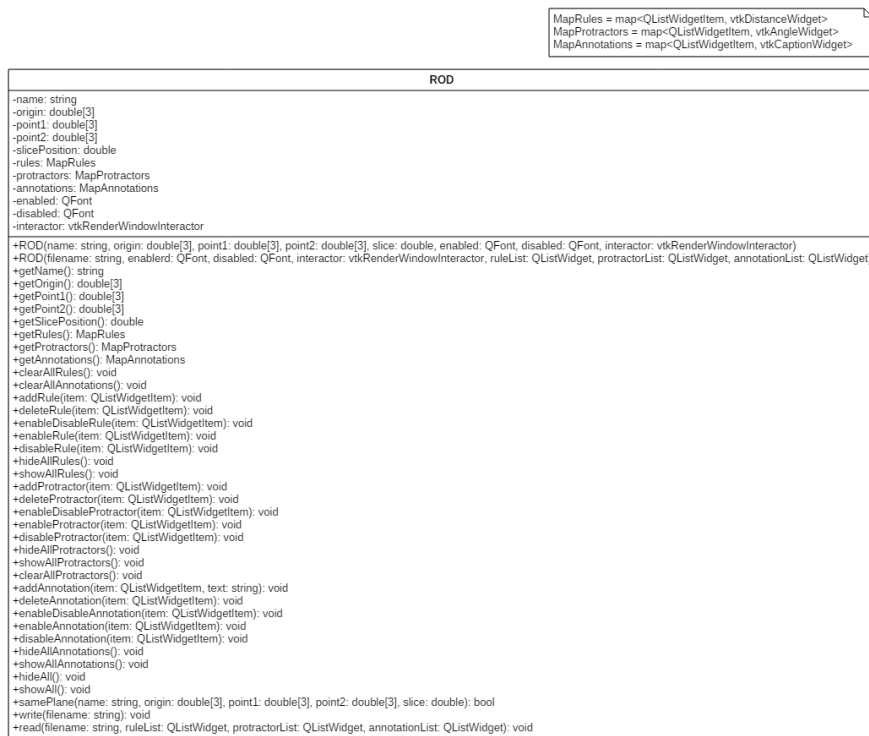 MapRules = map<QListWidgetItem, vtkDistanceWidget>
MapProtractors = map<QListWidgetItem, vtkAngleWidget>
MapAnnotations = map<QListWidgetItem, vtkCaptionWidget>
ROD
-name: string
-origin: double[3]
-point1: double[3]
-point2: double[3]
-slicePosition: double
-rules: MapRules
-protractors: MapProtractors
-annotations: MapAnnotations
-enabled: QFont
-disabled: QFont
-interactor: vtkRenderWindowInteractor
+ROD(name: string, origin: double[3], point1: double[3], point2: double[3], slice: double, enabled: QFont, disabled: QFont, interactor: vtkRenderWindowInteractor)
+ROD(filename: string, enablerd: QFont, disabled: QFont, interactor: vtkRenderWindowInteractor, ruleList: QListWidget, protractorList: QListWidget, annotationList: QListWidget)
+getName(): string
+getOrigin(): double[3]
+getPoint1(): double[3]
+getPoint2(): double[3]
+getSlicePosition(): double
+getRules(): MapRules
+getProtractors(): MapProtractors
+getAnnotations(): MapAnnotations
+clearAllRules(): void
+clearAllAnnotations(): void
+addRule(item: QListWidgetItem): void
+deleteRule(item: QListWidgetItem): void
+enableDisableRule(item: QListWidgetItem): void
+enableRule(item: QListWidgetItem): void
+disableRule(item: QListWidgetItem): void
+hideAllRules(): void
+showAllRules(): void
+addProtractor(item: QListWidgetItem): void
+deleteProtractor(item: QListWidgetItem): void
+enableDisableProtractor(item: QListWidgetItem): void
+enableProtractor(item: QListWidgetItem): void
+disableProtractor(item: QListWidgetItem): void
+hideAllProtractors(): void
+showAllProtractors(): void
+clearAllProtractors(): void
+addAnnotation(item: QListWidgetItem, text: string): void
+deleteAnnotation(item: QListWidgetItem): void
+enableDisableAnnotation(item: QListWidgetItem): void
+enableAnnotation(item: QListWidgetItem): void
+disableAnnotation(item: QListWidgetItem): void
+hideAllAnnotations(): void
+showAllAnnotations(): void
+hideAll(): void
+showAll(): void
+samePlane(name: string, origin: double[3], point1: double[3], point2: double[3], slice: double): bool
+write(filename: string): void
+read(filename: string, ruleList: QListWidget, protractorList: QListWidget, annotationList: QListWidget): void